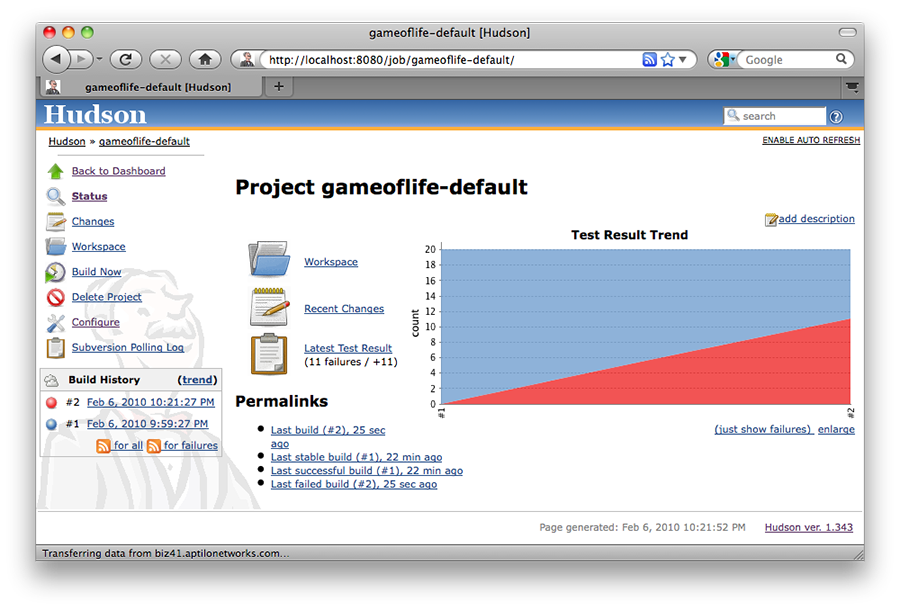 gameoflife-default [Hudson]
http://localhost:8080/job/gameoflife-default/
Google
gameoflife-default [Hudson]
+
Hudson
search
?
Hudson » gameoflife-default
ENABLE AUTO REFRESH
Back to Dashboard
Status
Changes
Workspace
Build Now
Delete Project
Configure
Subversion Polling Log
Build History (trend)
#2 Feb 6, 2010 10:21:27 PM
#1 Feb 6, 2010 9:59:27 PM
for all for failures
Project gameoflife-default
add description
Workspace
Recent Changes
Latest Test Result
(11 failures / +11)
Test Result Trend
count
20
18
16
14
12
10
8
6
4
2
0
#1
#2
(just show failures) enlarge
Permalinks
Last build (#2), 25 sec
ago
Last stable build (#1), 22 min ago
Last successful build (#1), 22 min ago
Last failed build (#2), 25 sec ago
Page generated: Feb 6, 2010 10:21:52 PM Hudson ver. 1.343
Transferring data from biz41.aptilonetworks.com...